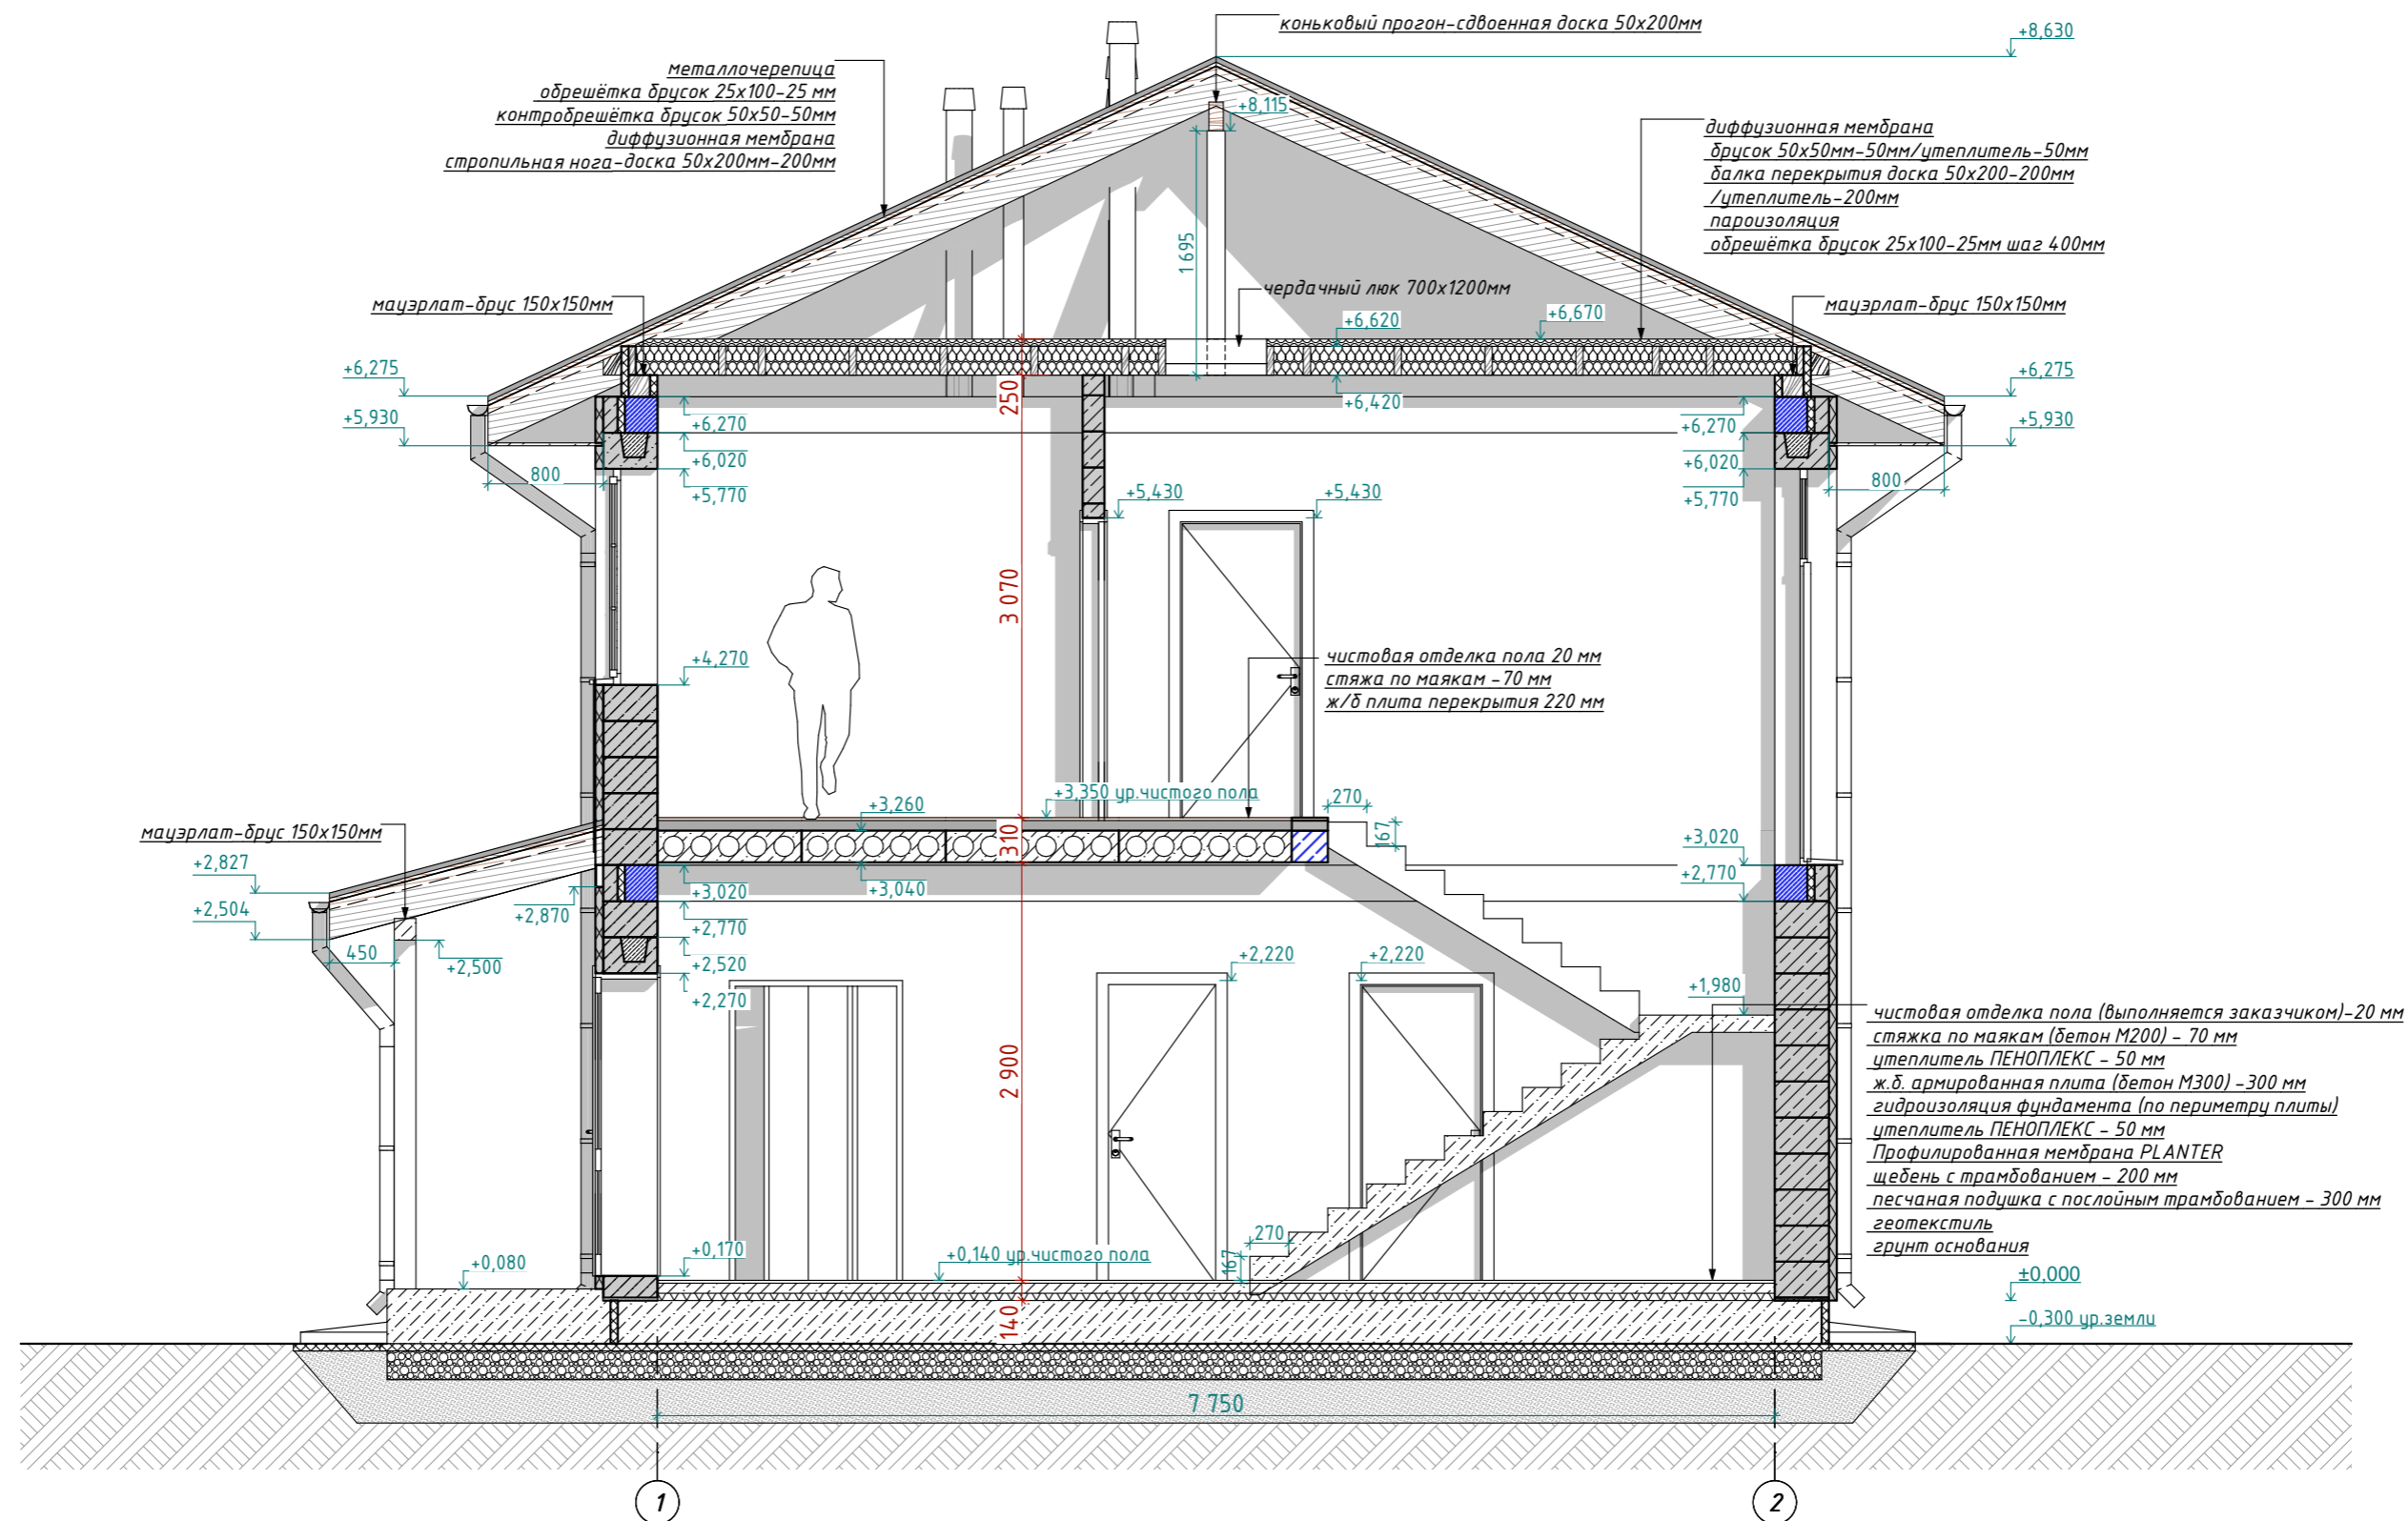 коньковый прогон-сдвоенная доска 50х200мм
+8,630
металлочерепица
обрешётка брусок 25х100-25 мм
контробрешётка брусок 50х50-50мм
диффузионная мембрана
стропильная нога-доска 50х200мм-200мм
+8,115
диффузионная мембрана
брусок 50х50мм-50мм/утеплитель-50мм
балка перекрытия доска 50х200-200мм
/утеплитель-200мм
пароизоляция
обрешётка брусок 25х100-25мм шаг 400мм
1 695
чердачный люк 700х1200мм
мауэрлат-брус 150х150мм
мауэрлат-брус 150х150мм
+6,620
+6,670
+6,275
+6,275
250
+6,420
+5,930
+6,270
+6,270
+5,930
+6,020
+6,020
800
+5,770
+5,770
800
+5,430
+5,430
3 070
+4,270
чистовая отделка пола 20 мм
стяжа по маякам -70 мм
ж/б плита перекрытия 220 мм
+3,350 ур.чистого пола
270
+3,260
167
310
мауэрлат-брус 150х150мм
+2,827
+3,020
+3,040
+3,020
+2,870
+2,770
+2,770
+2,504
450
+2,500
+2,520
+2,220
+2,220
+2,270
+1,980
2 900
чистовая отделка пола (выполняется заказчиком)-20 мм
стяжка по маякам (бетон М200) - 70 мм
утеплитель ПЕНОПЛЕКС - 50 мм
ж.б. армированная плита (бетон М300) -300 мм
гидроизоляция фундамента (по периметру плиты)
утеплитель ПЕНОПЛЕКС - 50 мм
Профилированная мембрана PLANTER
щебень с трамбованием - 200 мм
песчаная подушка с послойным трамбованием - 300 мм
геотекстиль
грунт основания
270
167
+0,080
+0,170
+0,140 ур.чистого пола
±0,000
140
-0,300 ур.земли
7 750
1
2